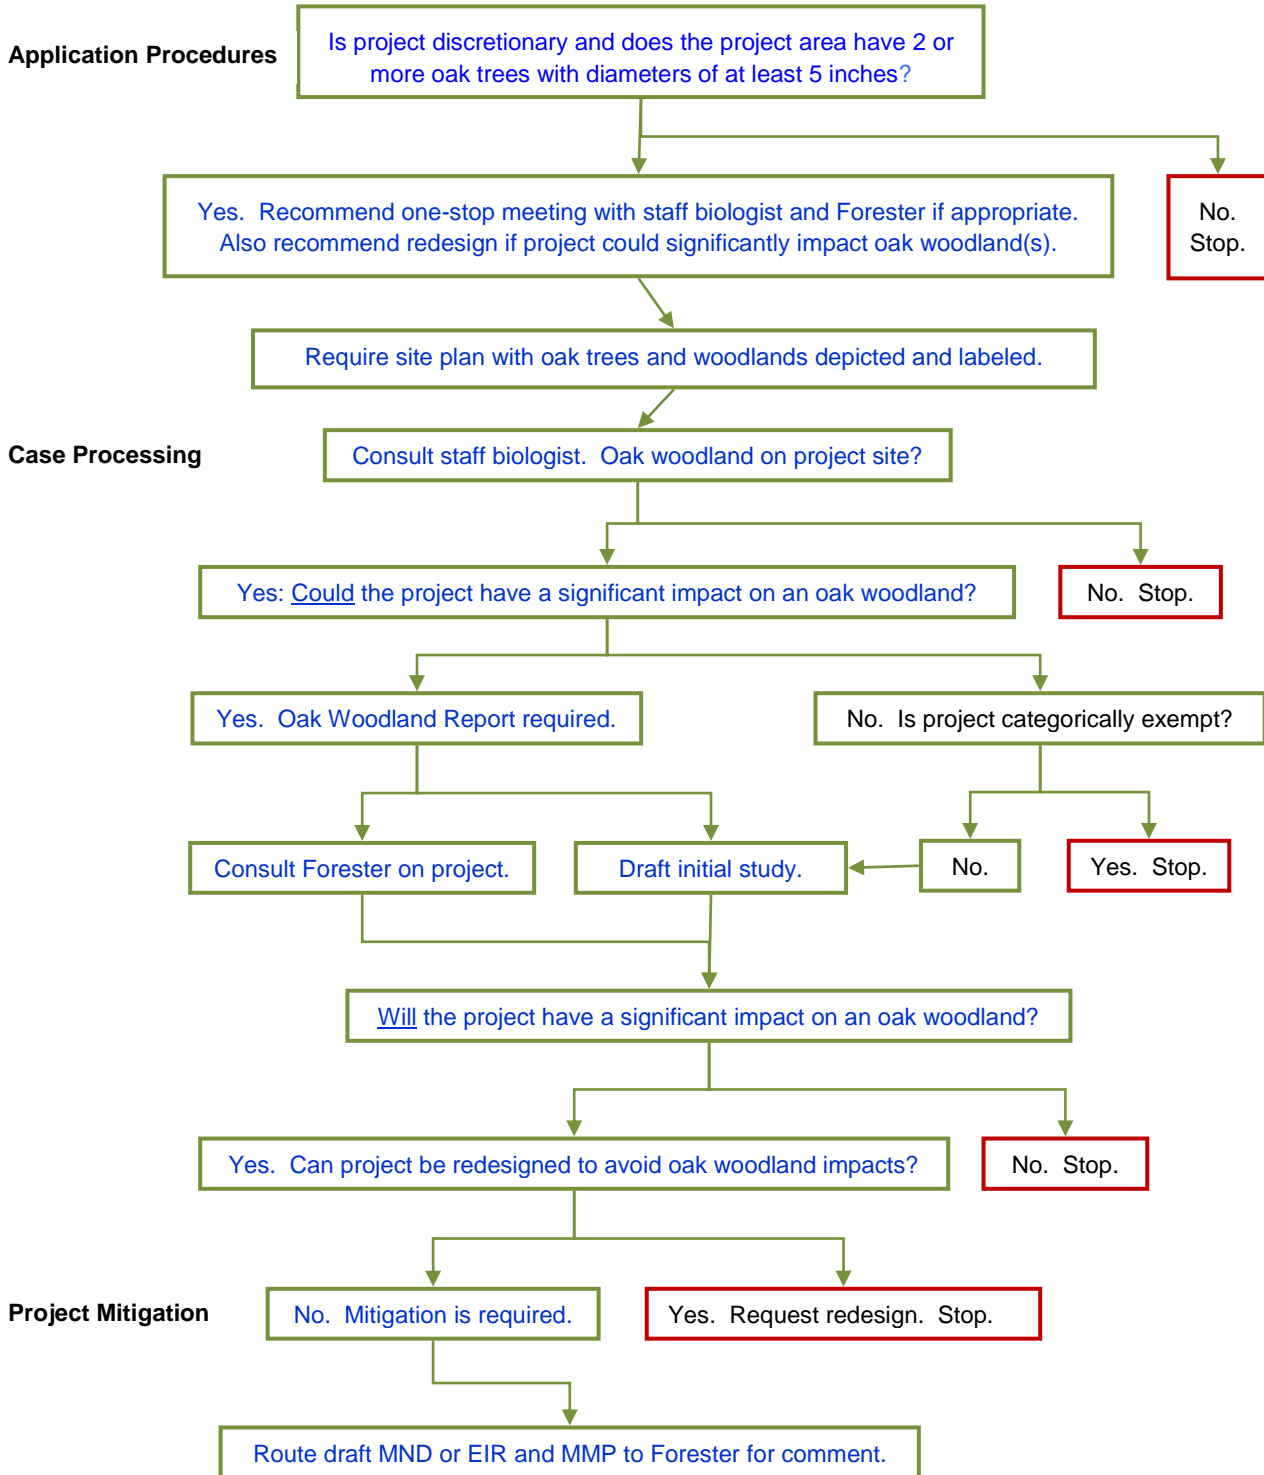 Application Procedures
Is project discretionary and does the project area have 2 or
more oak trees with diameters of at least 5 inches?
Yes.  Recommend one-stop meeting with staff biologist and Forester if appropriate.
Also recommend redesign if project could significantly impact oak woodland(s).
No.
Stop.
Require site plan with oak trees and woodlands depicted and labeled.
Case Processing
Consult staff biologist.  Oak woodland on project site?
Yes: Could the project have a significant impact on an oak woodland?
No.  Stop.
Yes.  Oak Woodland Report required.
No.  Is project categorically exempt?
Consult Forester on project.
Draft initial study.
No.
Yes.  Stop.
Will the project have a significant impact on an oak woodland?
Yes.  Can project be redesigned to avoid oak woodland impacts?
No.  Stop.
Project Mitigation
No.  Mitigation is required.
Yes.  Request redesign.  Stop.
Route draft MND or EIR and MMP to Forester for comment.